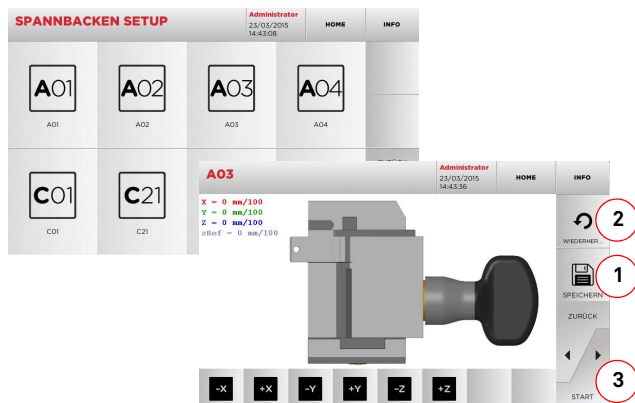 SPANNBACKEN SETUP
Administrator
23/03/2015
14:43:08
HOME
INFO
A01
A02
A03
A04
A01
A02
A03
A04
C01
C21
C01
C21
A03
Administrator
23/03/2015
14:43:36
HOME
INFO
X = 0 mm/100
Y = 0 mm/100
Z = 0 mm/100
zRef = 0 mm/100
WIEDERHER...
2
SPEICHERN
1
ZURÜCK
START
3
-X
+X
-Y
+Y
-Z
+Z